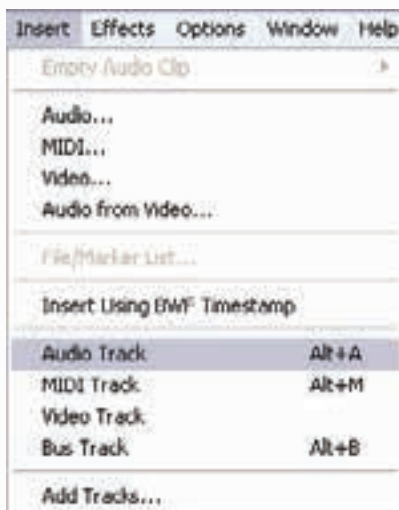 Insert Effects Options Window Help
Empty Audio Clip
Audio...
MIDI...
Video...
Audio from Video...
File/Marker List...
Insert Using BWF Timestamp
Audio Track Alt+A
MIDI Track Alt+M
Video Track
Bus Track Alt+B
Add Tracks...